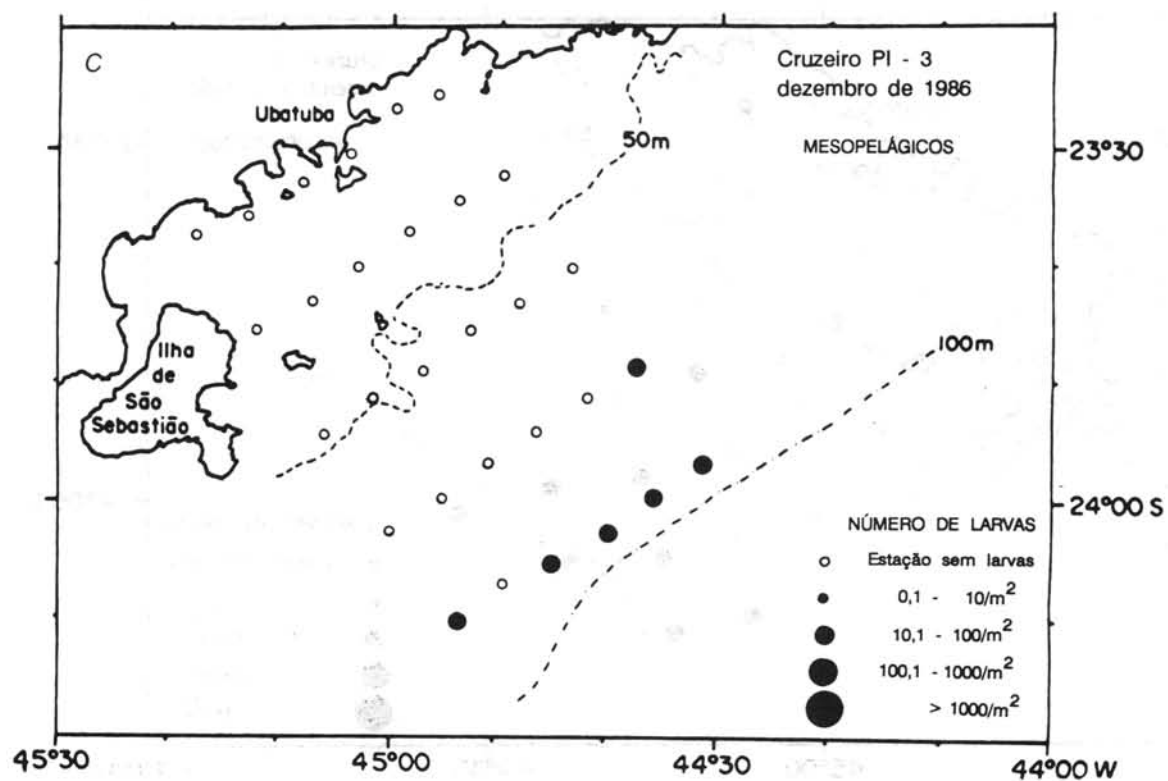 C
Cruzeiro PI - 3
dezembro de 1986
Ubatuba
50m
MESOPELÁGICOS
23°30
100m
Ilha
de
São
Sebastião
24°00 S
NÚMERO DE LARVAS
Estação sem larvas
0,1 - 10/m²
10,1 - 100/m²
100,1 - 1000/m²
> 1000/m²
45°30
45°00
44°30
44°00 W